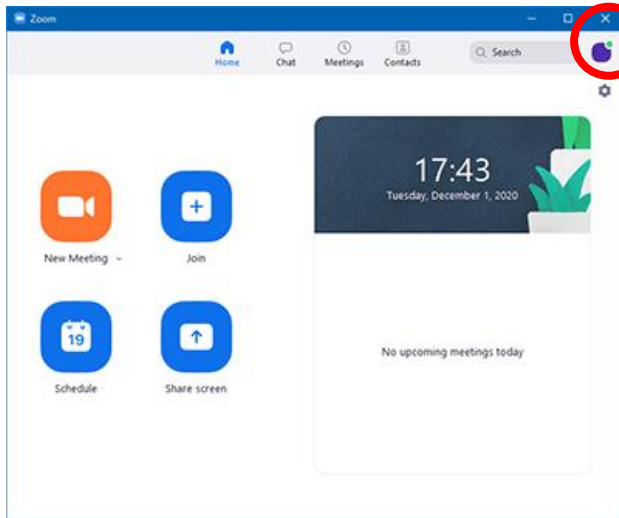 Zoom
Home Chat Meetings Contacts Search
17:43
Tuesday, December 1, 2020
New Meeting Join
19
Schedule Share screen
No upcoming meetings today